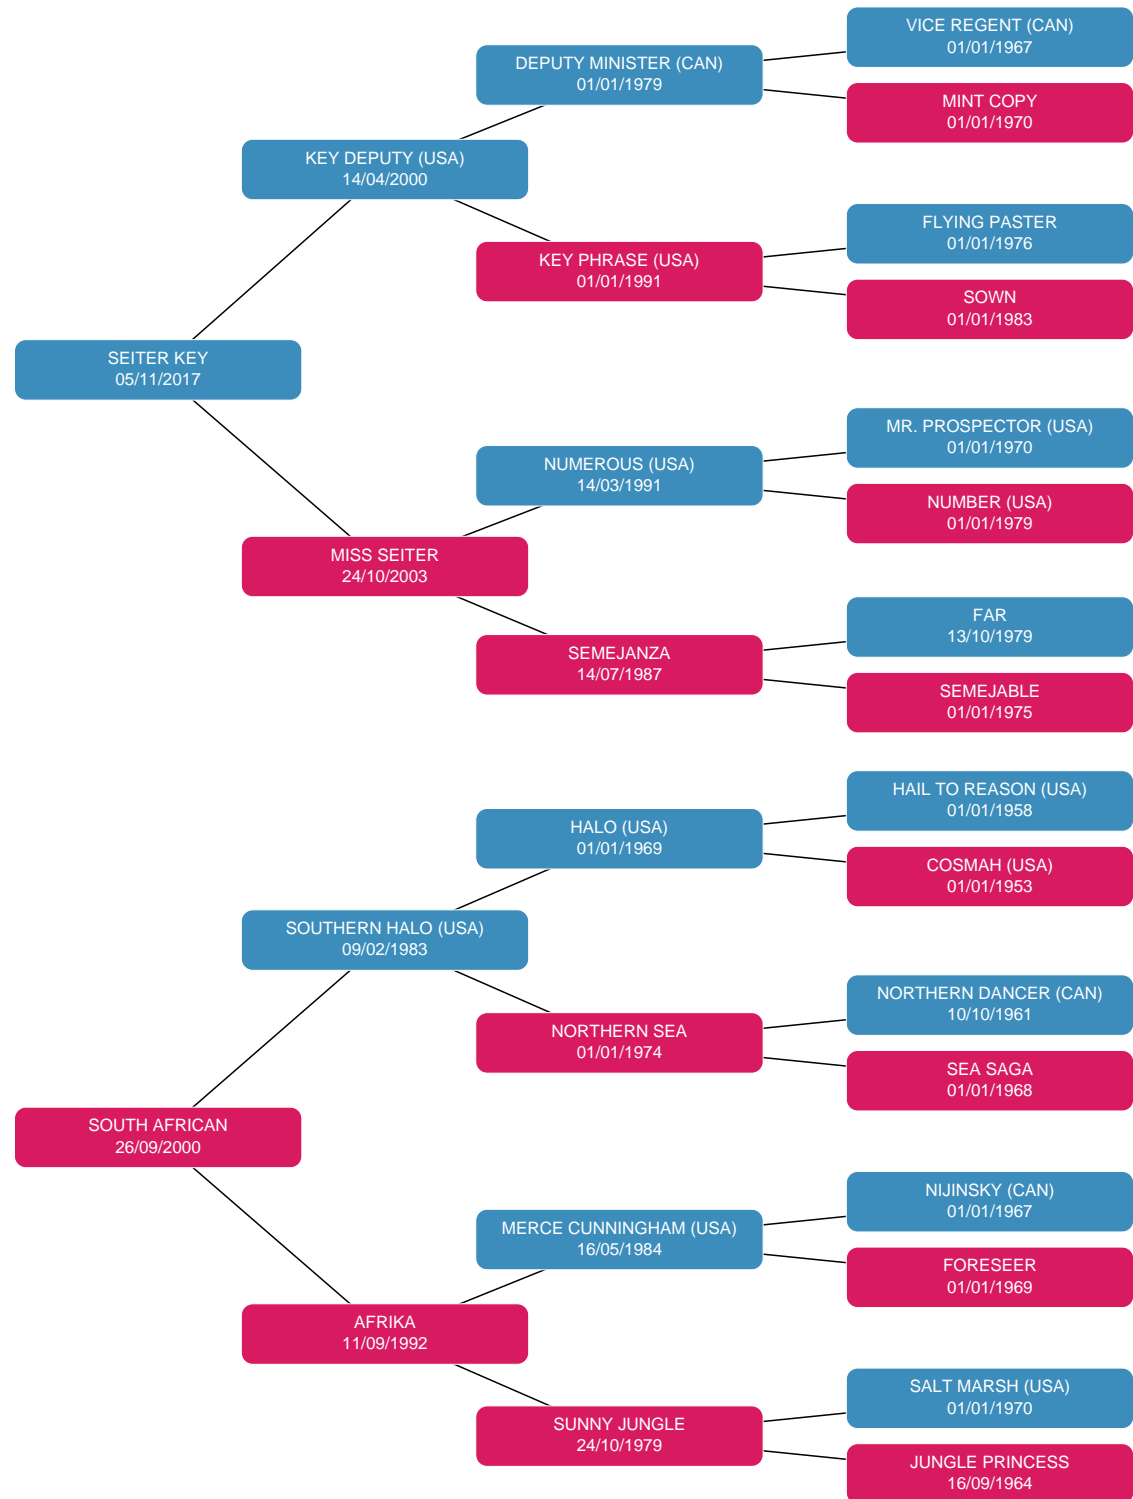 VICE REGENT (CAN)
01/01/1967
DEPUTY MINISTER (CAN)
01/01/1979
MINT COPY
01/01/1970
KEY DEPUTY (USA)
14/04/2000
FLYING PASTER
01/01/1976
KEY PHRASE (USA)
01/01/1991
SOWN
01/01/1983
SEITER KEY
05/11/2017
MR. PROSPECTOR (USA)
01/01/1970
NUMEROUS (USA)
14/03/1991
NUMBER (USA)
01/01/1979
MISS SEITER
24/10/2003
FAR
13/10/1979
SEMEJANZA
14/07/1987
SEMEJABLE
01/01/1975
HAIL TO REASON (USA)
01/01/1958
HALO (USA)
01/01/1969
COSMAH (USA)
01/01/1953
SOUTHERN HALO (USA)
09/02/1983
NORTHERN DANCER (CAN)
10/10/1961
NORTHERN SEA
01/01/1974
SEA SAGA
01/01/1968
SOUTH AFRICAN
26/09/2000
NIJINSKY (CAN)
01/01/1967
MERCE CUNNINGHAM (USA)
16/05/1984
FORESEER
01/01/1969
AFRIKA
11/09/1992
SALT MARSH (USA)
01/01/1970
SUNNY JUNGLE
24/10/1979
JUNGLE PRINCESS
16/09/1964